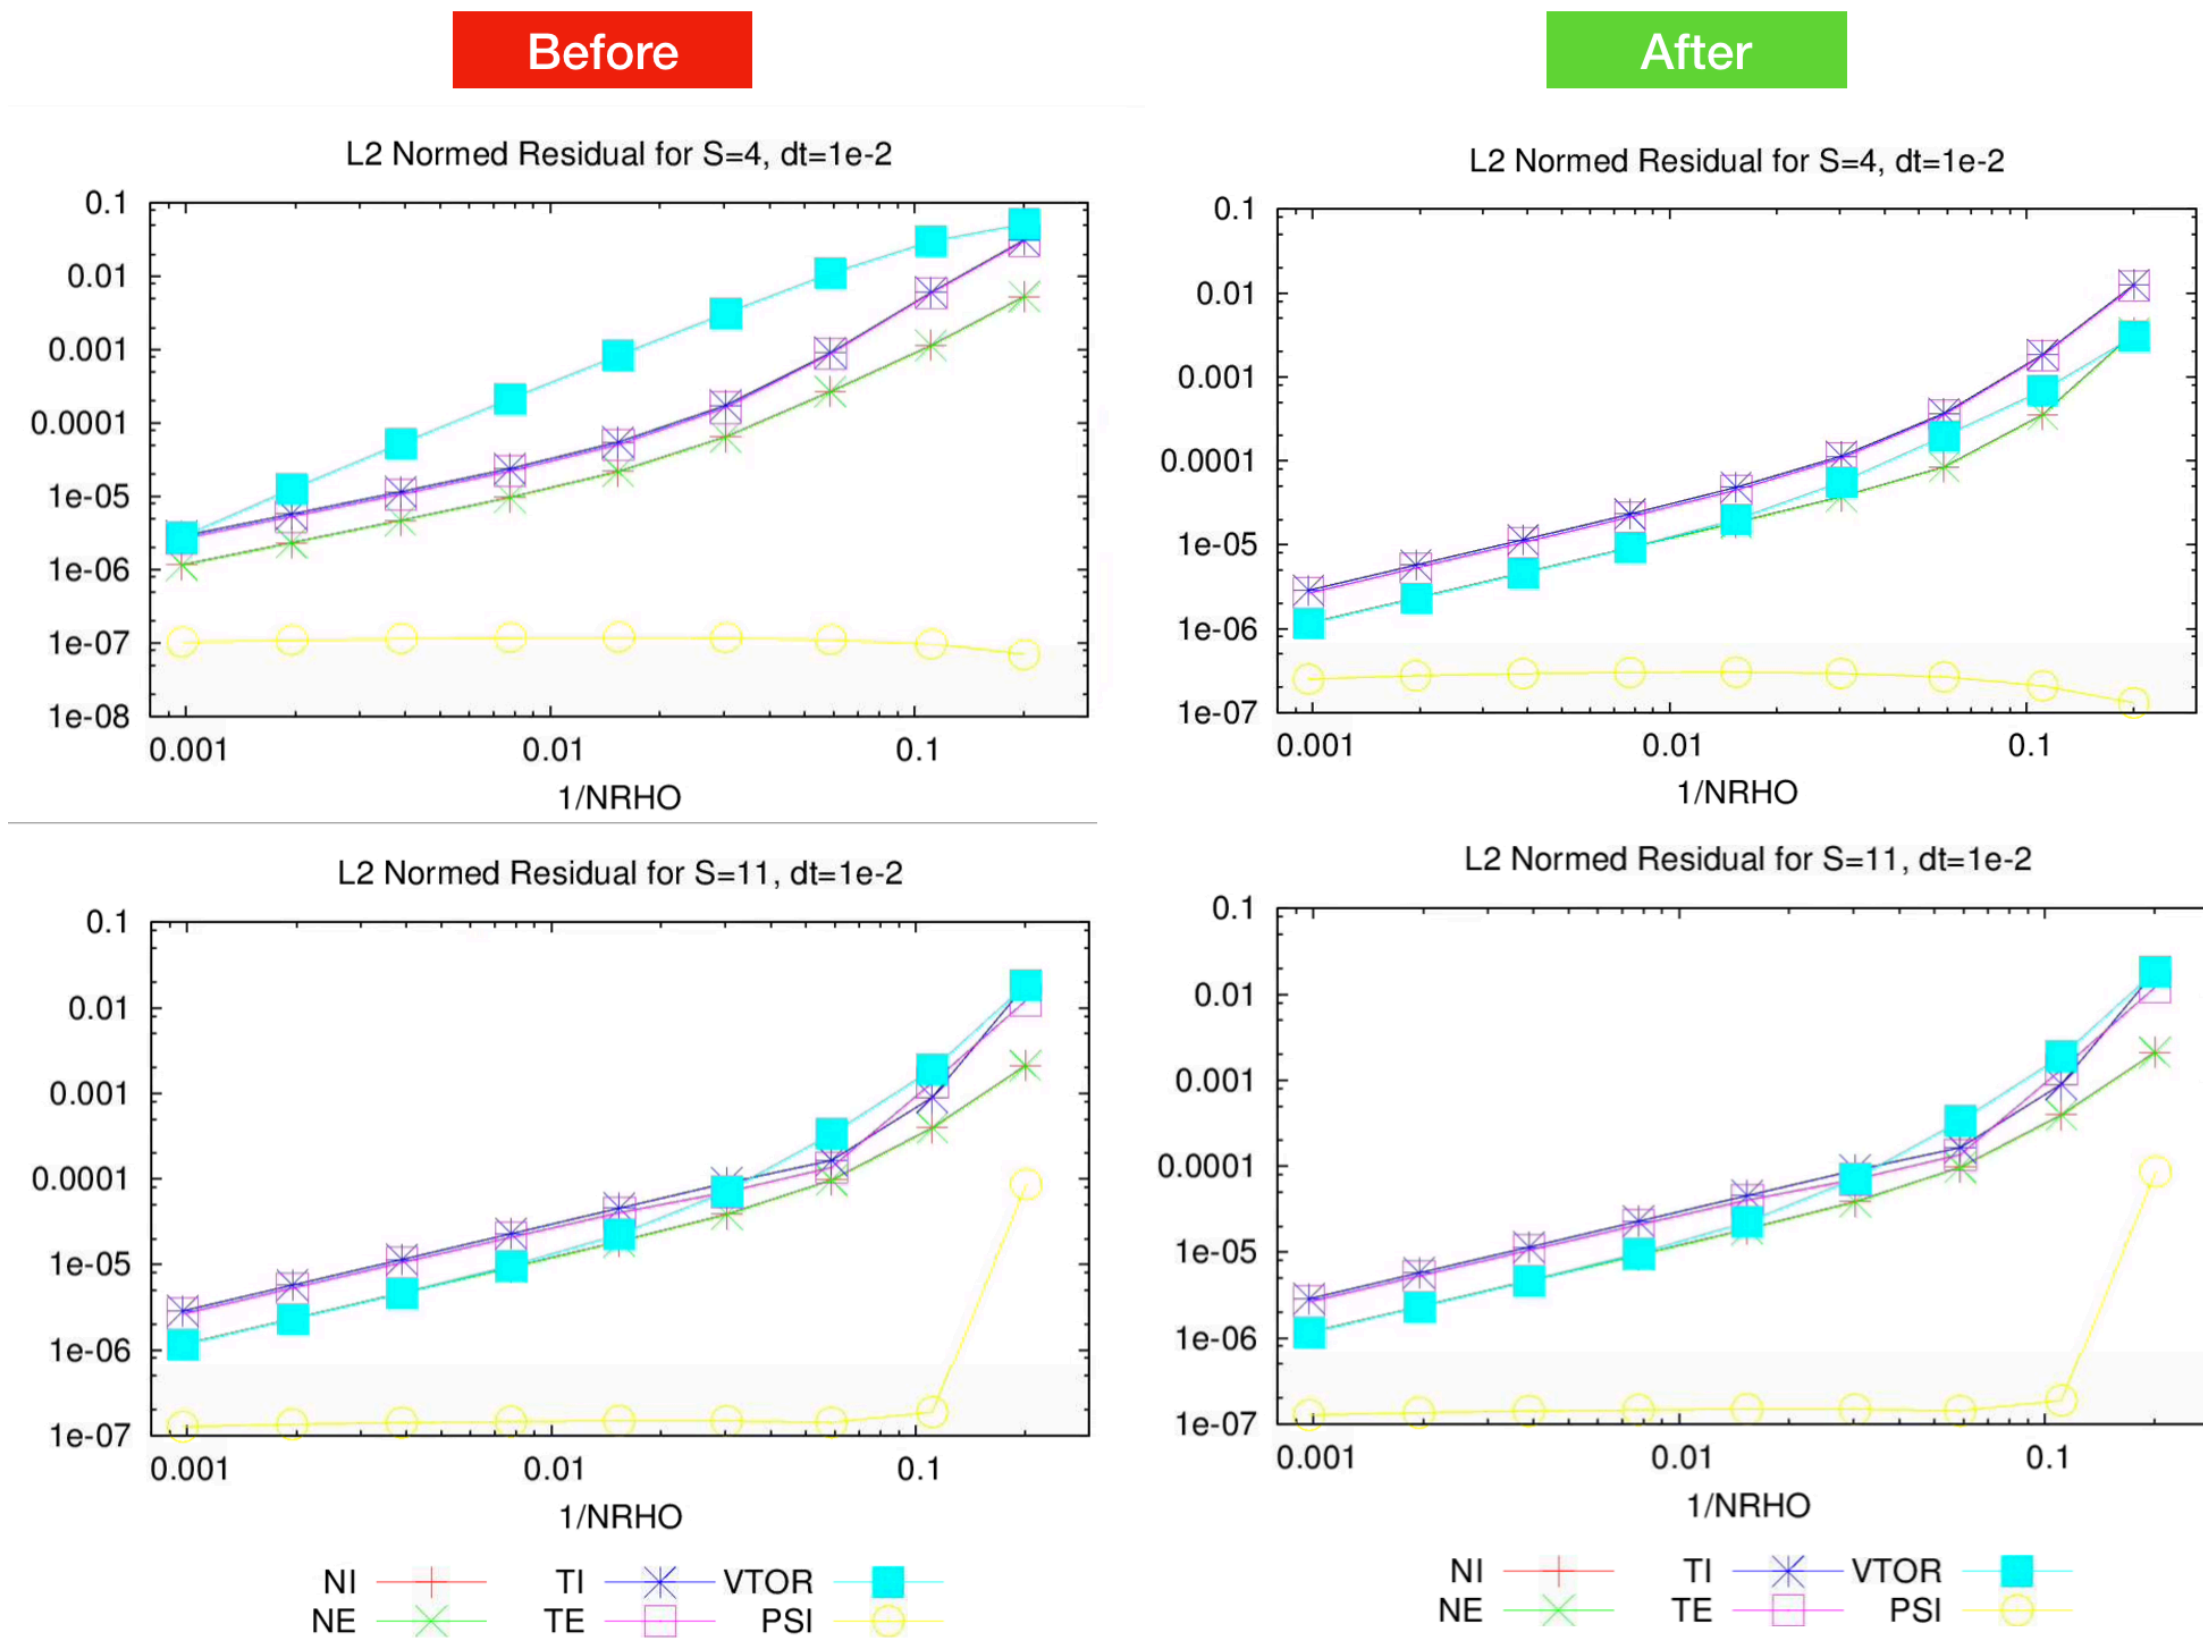 Before
After
L2 Normed Residual for S=4, dt=1e-2
0.1
0.01
0.001
0.0001
1e-05
1e-06
1e-07
1e-08
0.001 0.01 0.1
1/NRHO
L2 Normed Residual for S=4, dt=1e-2
0.1
0.01
0.001
0.0001
1e-05
1e-06
1e-07
0.001 0.01 0.1
1/NRHO
L2 Normed Residual for S=11, dt=1e-2
0.1
0.01
0.001
0.0001
1e-05
1e-06
1e-07
0.001 0.01 0.1
1/NRHO
NI TI VTOR
NE TE PSI
L2 Normed Residual for S=11, dt=1e-2
0.1
0.01
0.001
0.0001
1e-05
1e-06
1e-07
0.001 0.01 0.1
1/NRHO
NI TI VTOR
NE TE PSI